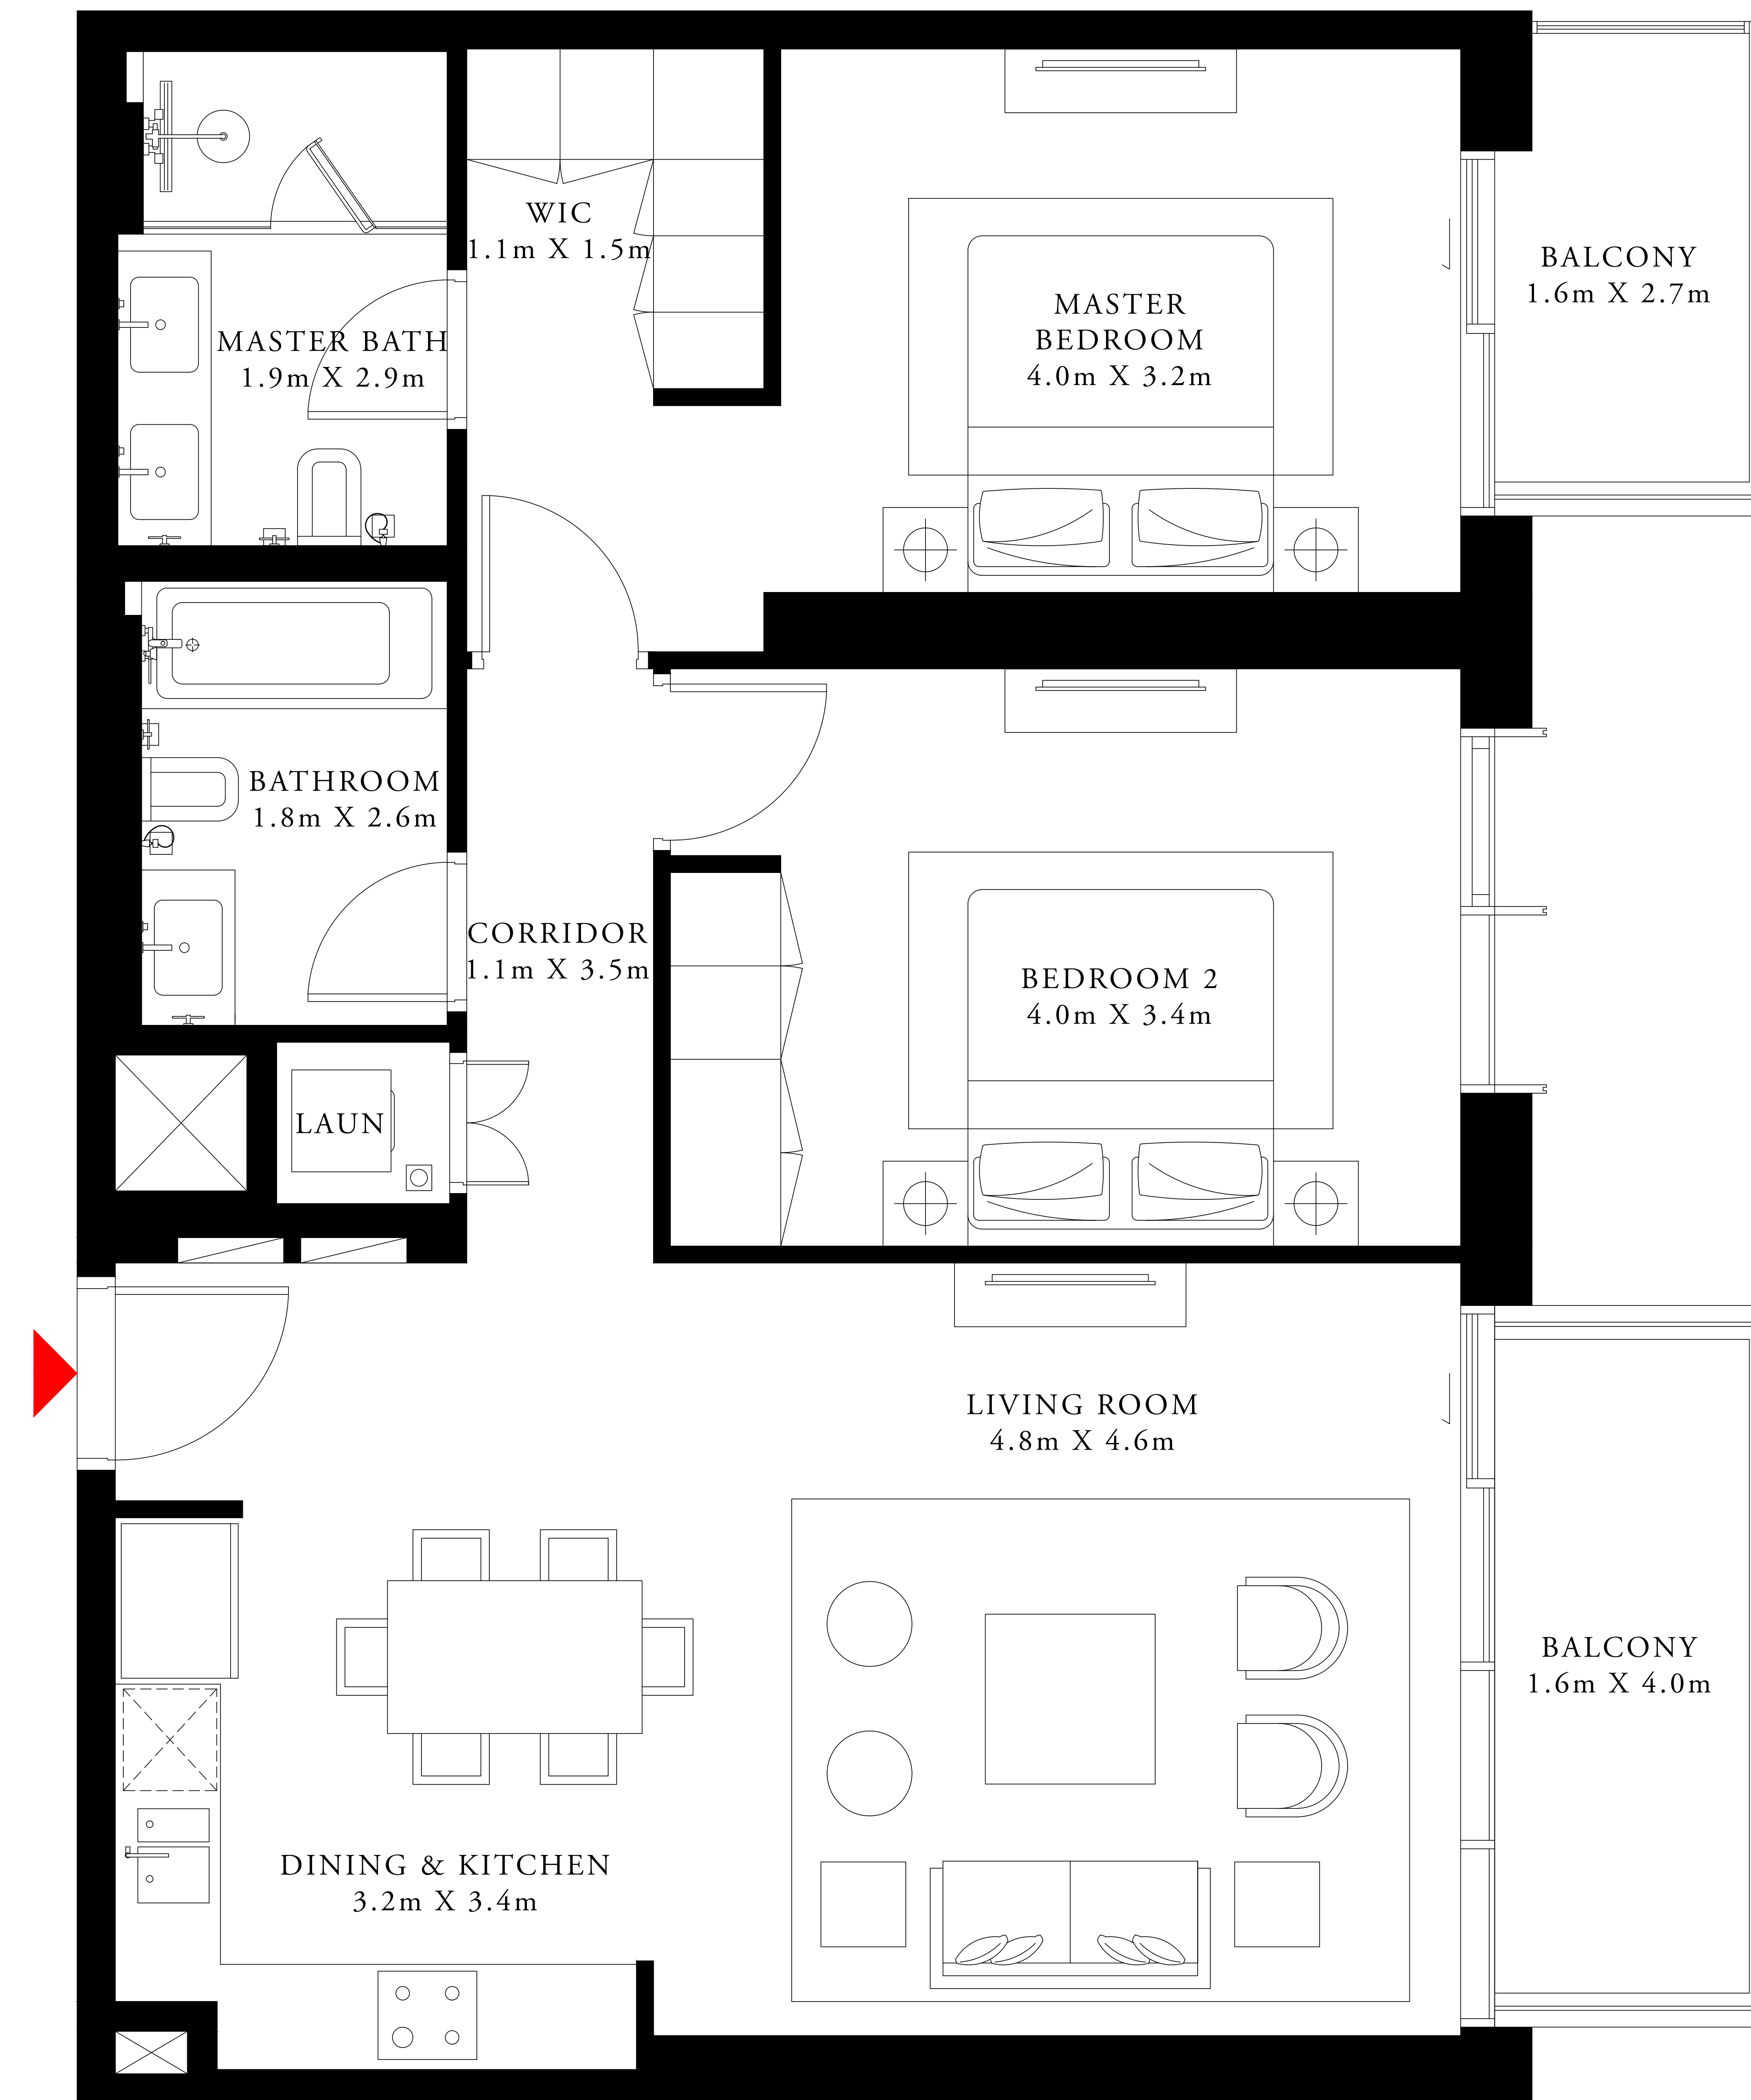 WIC
1.1m X 1.5m
MASTER BATH
1.9m X 2.9m
MASTER
BEDROOM
4.0m X 3.2m
BALCONY
1.6m X 2.7m
BATHROOM
1.8m X 2.6m
CORRIDOR
1.1m X 3.5m
BEDROOM 2
4.0m X 3.4m
LAUN
LIVING ROOM
4.8m X 4.6m
BALCONY
1.6m X 4.0m
DINING & KITCHEN
3.2m X 3.4m